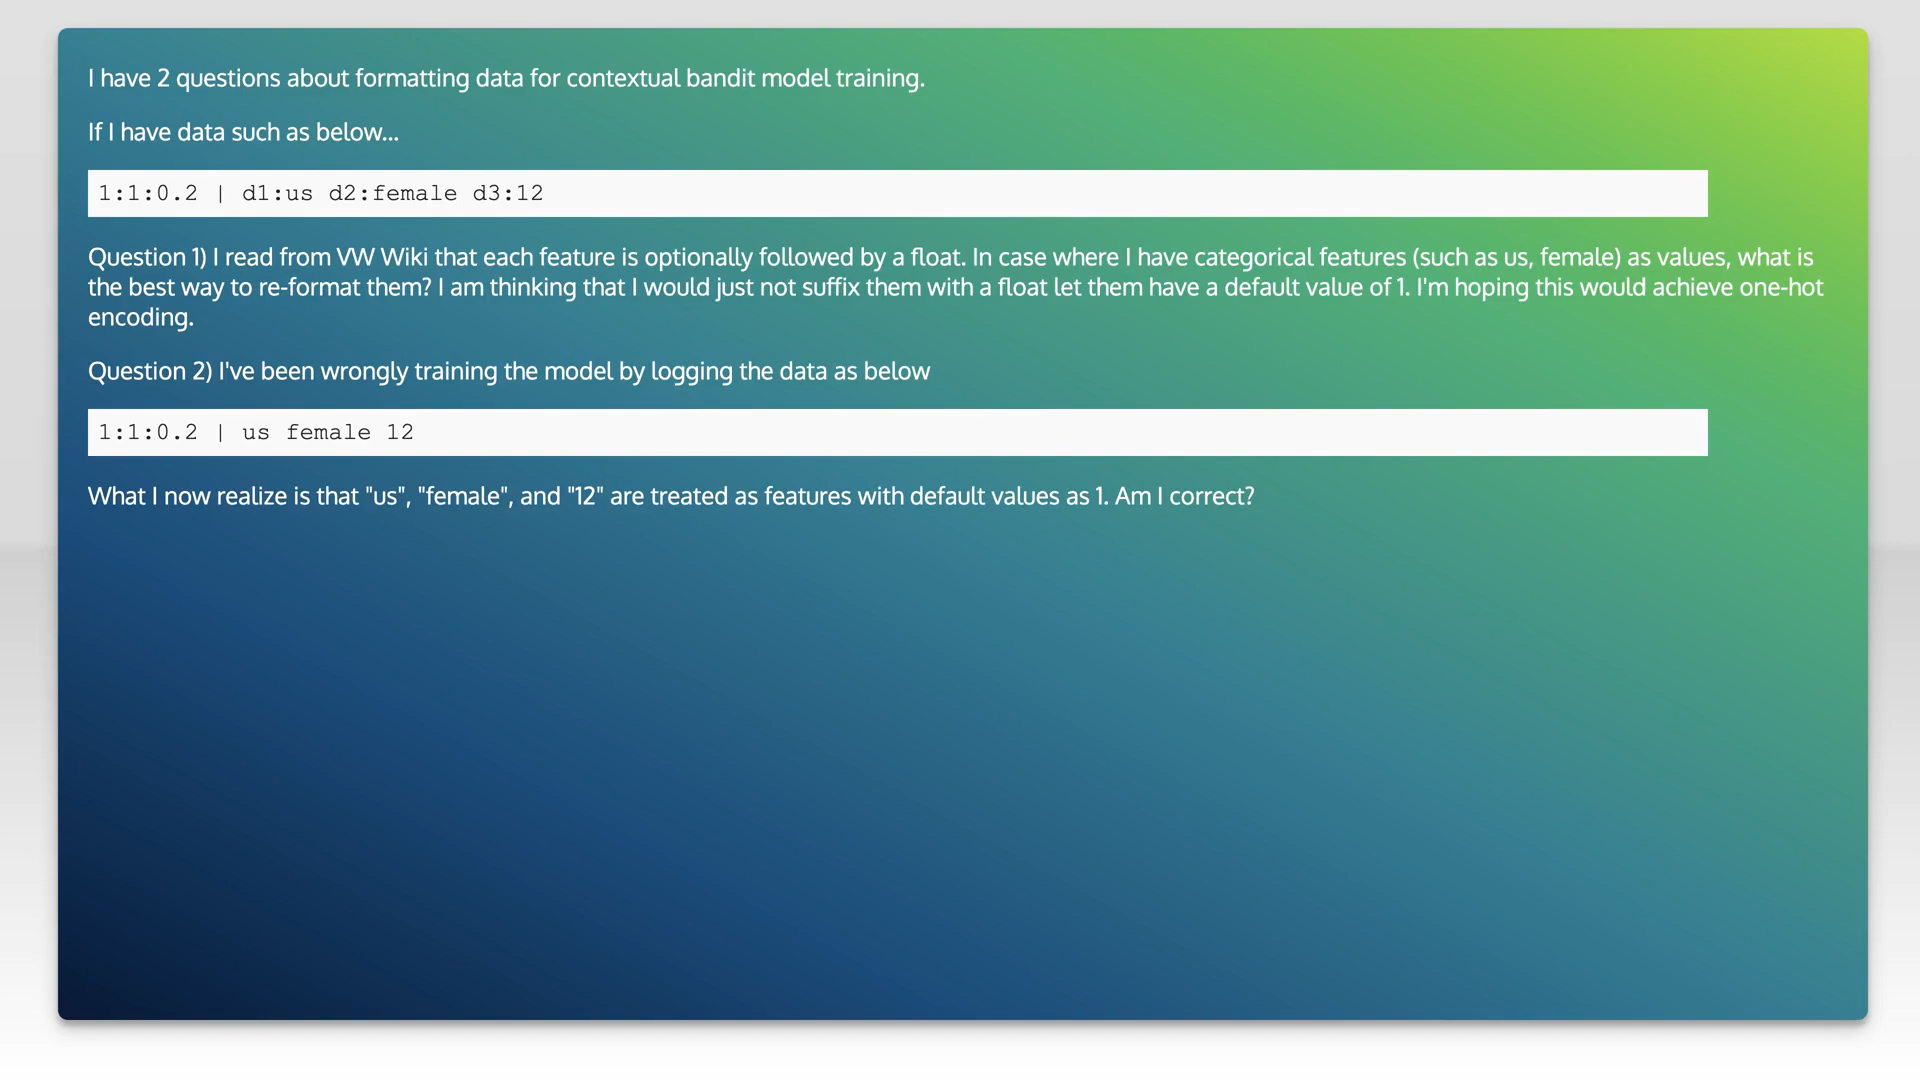 I have 2 questions about formatting data for contextual bandit model training.
If I have data such as below...
1:1:0.2 | d1:us d2:female d3:12
Question 1) I read from VW Wiki that each feature is optionally followed by a float. In case where I have categorical features (such as us, female) as values, what is
the best way to re-format them? I am thinking that I would just not suffix them with a float let them have a default value of 1. I'm hoping this would achieve one-hot
encoding.
Question 2) I've been wrongly training the model by logging the data as below
1:1:0.2 | us female 12
What I now realize is that "us", "female", and "12" are treated as features with default values as 1. Am I correct?